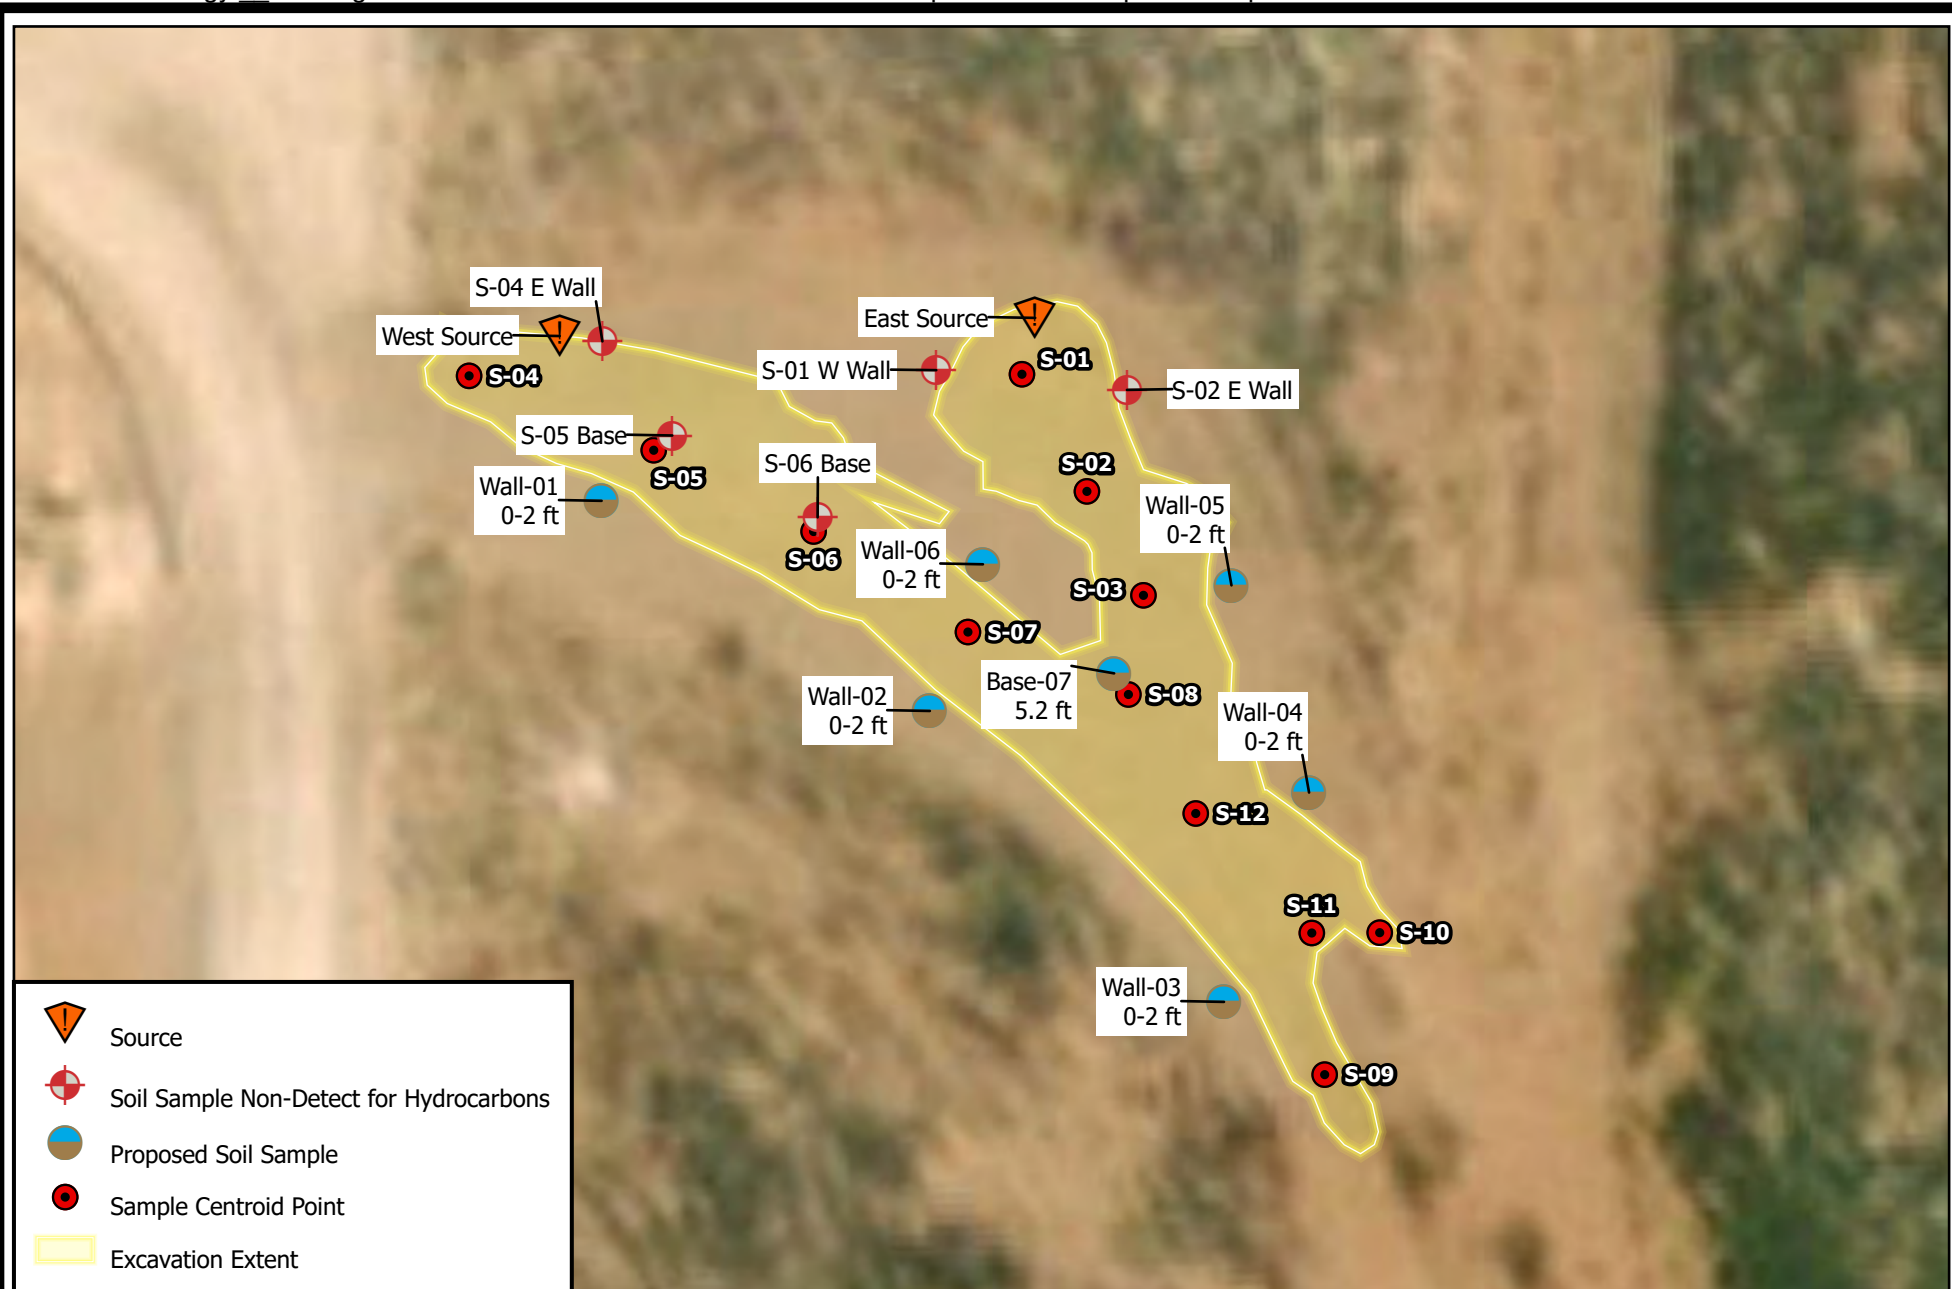 S-04 E Wall
West Source
East Source
S-01
S-04
S-01 W Wall
S-02 E Wall
S-05 Base
S-05
S-06 Base
S-02
Wall-01
0-2 ft
Wall-05
0-2 ft
S-06
Wall-06
0-2 ft
S-03
S-07
Base-07
5.2 ft
S-08
Wall-02
0-2 ft
Wall-04
0-2 ft
S-12
S-11
S-10
Wall-03
0-2 ft
S-09
Source
Soil Sample Non-Detect for Hydrocarbons
Proposed Soil Sample
Sample Centroid Point
Excavation Extent